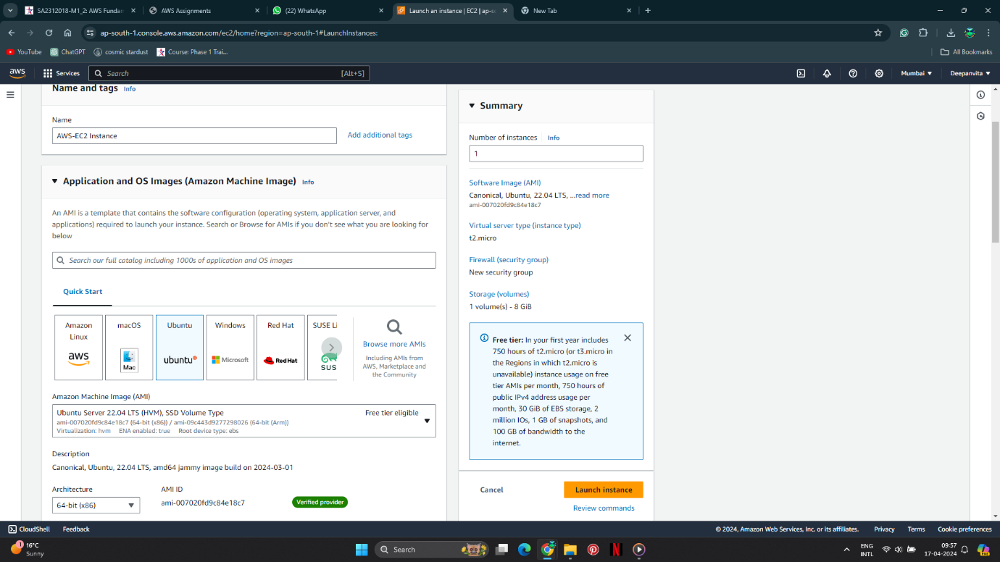 SA2312018-M1_2: AWS Fundan
AWS Assignments
(22) WhatsApp
Launch an instance | EC2 | ap-s
New Tab
ap-south-1.console.aws.amazon.com/ec2/home?region=ap-south-1#LaunchInstances:
YouTube
ChatGPT
cosmic stardust
Course: Phase 1 Trai...
All Bookmarks
aws
Services
Search
[Alt+S]
Mumbai
Deepanvita
Name and tags
Info
Name
AWS-EC2 Instance
Add additional tags
Application and OS Images (Amazon Machine Image)
Info
An AMI is a template that contains the software configuration (operating system, application server, and
applications) required to launch your instance. Search or Browse for AMIs if you don't see what you are looking for
below
Search our full catalog including 1000s of application and OS images
Quick Start
Amazon
Linux
aws
macOS
Mac
Ubuntu
ubuntu
Windows
Microsoft
Red Hat
Red Hat
SUSE Li
SUS
Browse more AMIs
Including AMIs from
AWS, Marketplace and
the Community
Amazon Machine Image (AMI)
Ubuntu Server 22.04 LTS (HVM), SSD Volume Type
Free tier eligible
ami-007020fd9c84e18c7 (64-bit (x86)) / ami-09c443d9277298026 (64-bit (Arm))
Virtualization: hvm ENA enabled: true Root device type: ebs
Description
Canonical, Ubuntu, 22.04 LTS, amd64 jammy image build on 2024-03-01
Architecture
AMI ID
64-bit (x86)
ami-007020fd9c84e18c7
Verified provider
Summary
Number of instances
Info
1
Software Image (AMI)
Canonical, Ubuntu, 22.04 LTS, ...read more
ami-007020fd9c84e18c7
Virtual server type (instance type)
t2.micro
Firewall (security group)
New security group
Storage (volumes)
1 volume(s) - 8 GiB
Free tier: In your first year includes
750 hours of t2.micro (or t3.micro in
the Regions in which t2.micro is
unavailable) instance usage on free
tier AMIs per month, 750 hours of
public IPv4 address usage per
month, 30 GiB of EBS storage, 2
million IOs, 1 GB of snapshots, and
100 GB of bandwidth to the
internet.
Cancel
Launch instance
Review commands
CloudShell
Feedback
© 2024, Amazon Web Services, Inc. or its affiliates.
Privacy
Terms
Cookie preferences
1
16°C
Sunny
Search
N
ENG
INTL
09:57
17-04-2024